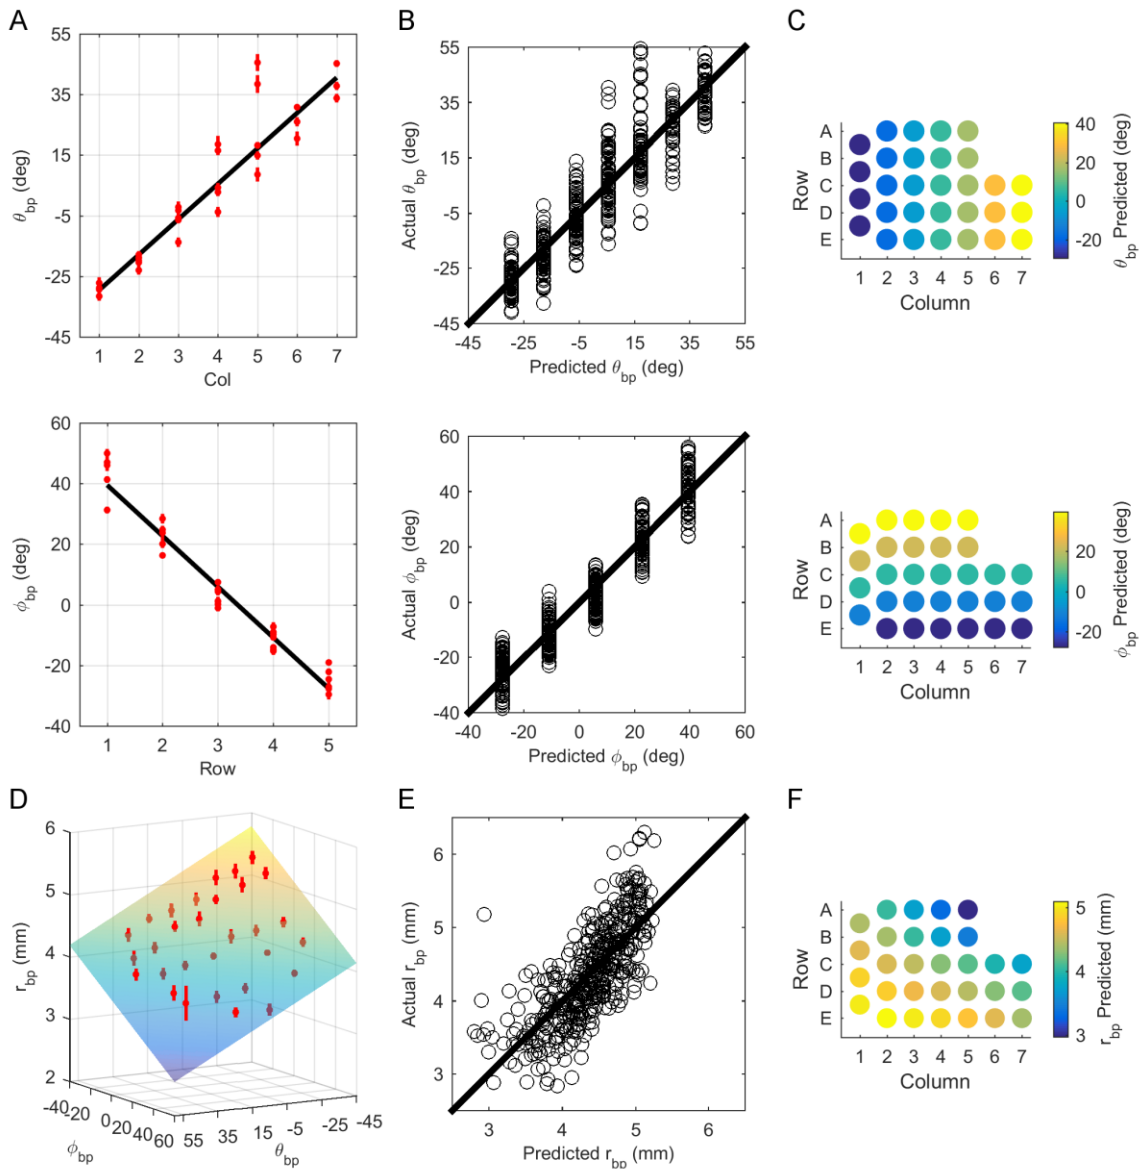 A
B
C
55
35
15
-5
-25
-45
θbp (deg)
1 2 3 4 5 6 7
Col
55
35
15
-5
-25
-45
Actual θbp (deg)
-45 -25 -5 15 35 55
Predicted θbp (deg)
A
B
C
D
E
Row
1 2 3 4 5 6 7
Column
40
20
0
-20
θbp Predicted (deg)
60
40
20
0
-20
-40
ϕbp (deg)
1 2 3 4 5
Row
60
40
20
0
-20
-40
Actual ϕbp (deg)
-40 -20 0 20 40 60
Predicted ϕbp (deg)
A
B
C
D
E
Row
1 2 3 4 5 6 7
Column
20
0
-20
ϕbp Predicted (deg)
D
E
F
6
5
4
3
2
rbp (mm)
-40 -20 0 20 40 60
ϕbp
55 35 15 -5 -25 -45
θbp
6
5
4
3
Actual rbp (mm)
3 4 5 6
Predicted rbp (mm)
A
B
C
D
E
Row
1 2 3 4 5 6 7
Column
5
4
3
rbp Predicted (mm)